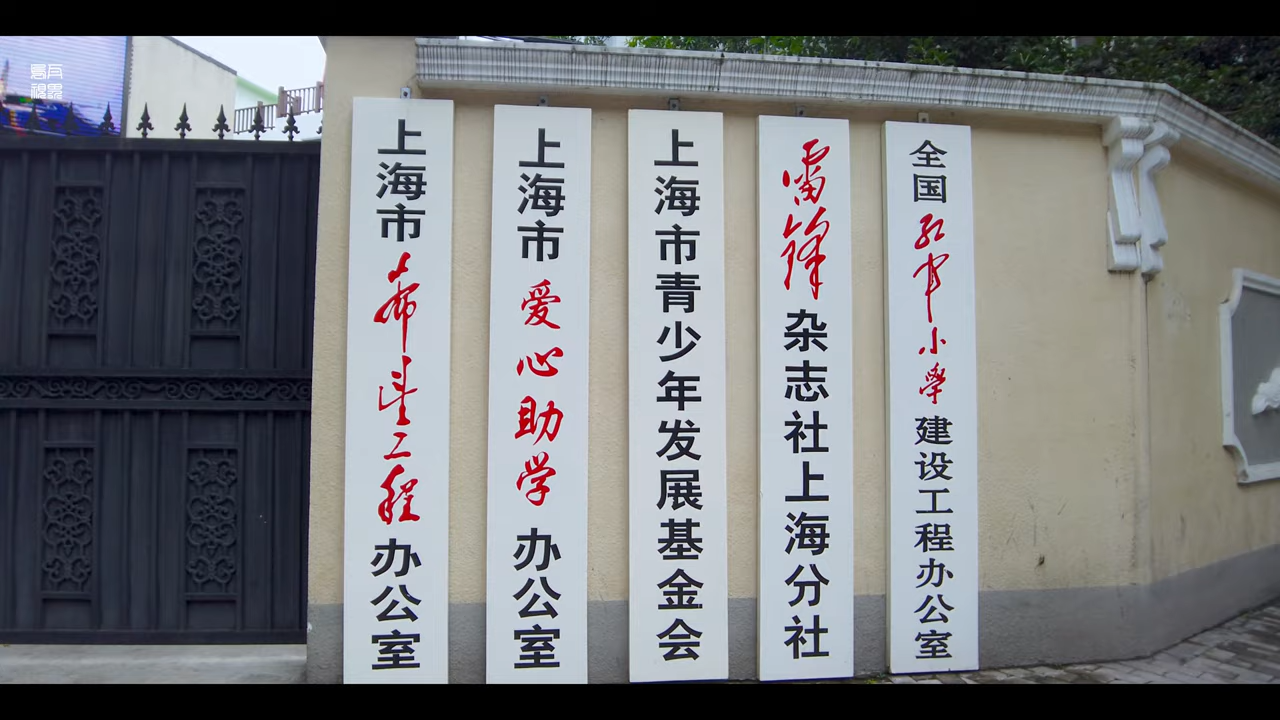 上海市希望工程办公室
上海市爱心助学办公室
上海市青少年发展基金会
雷锋杂志社上海分社
全国红军小学建设工程办公室